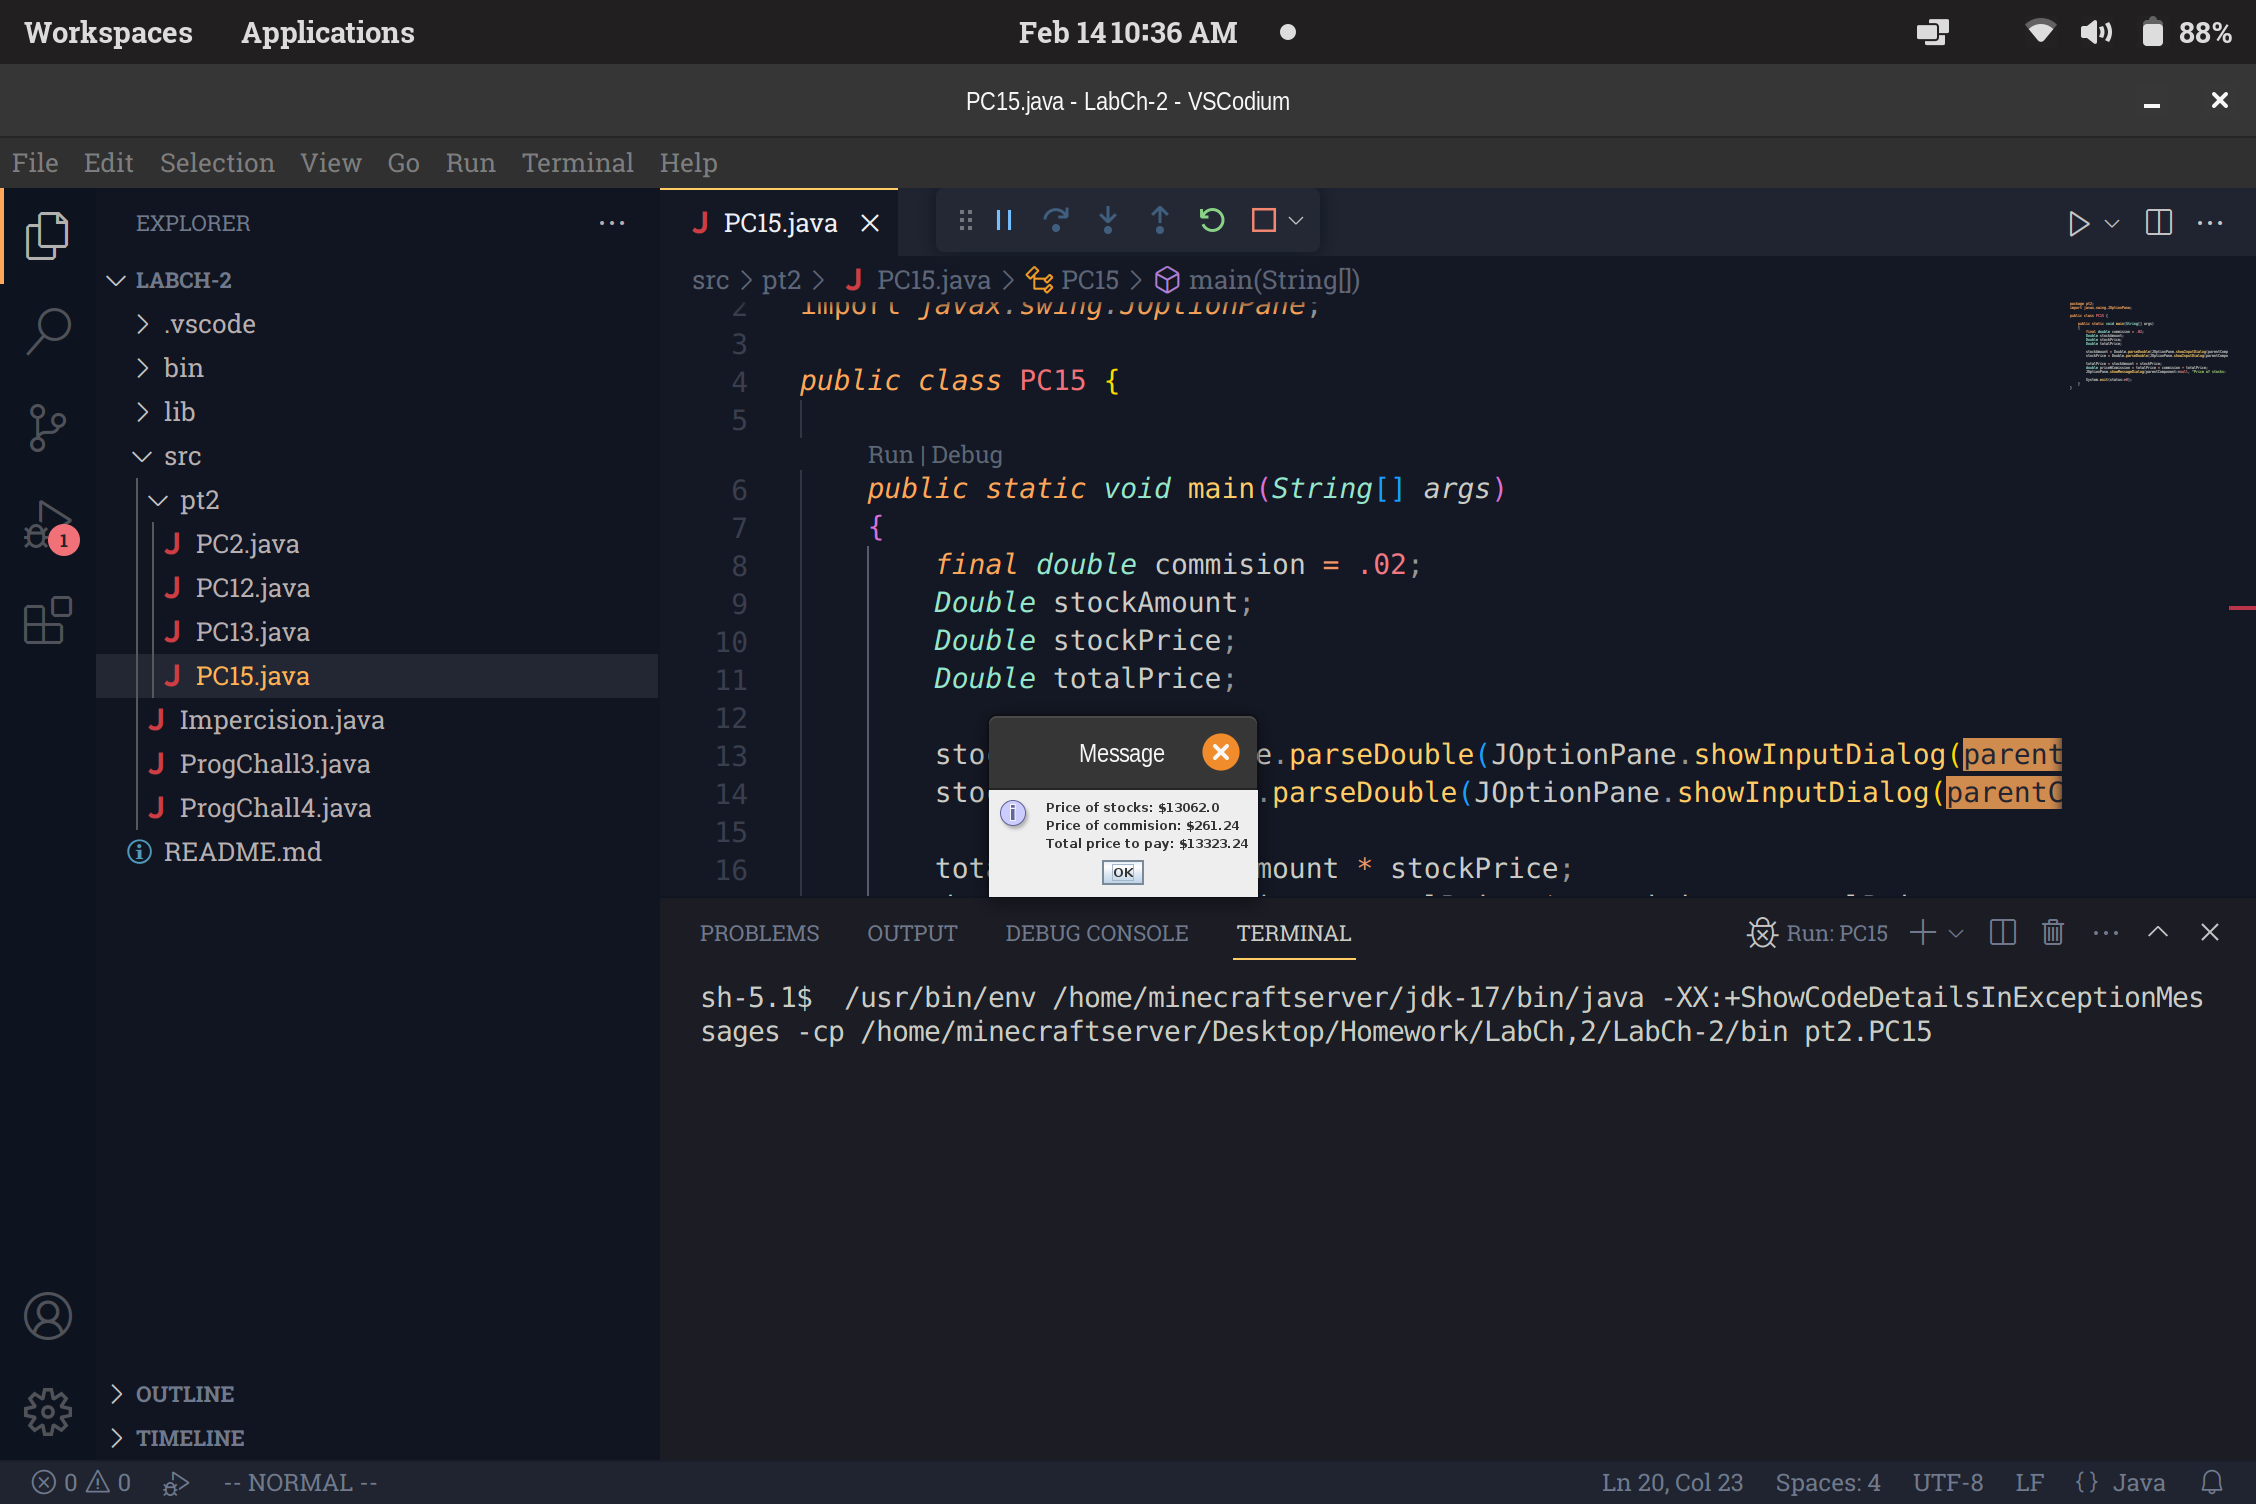 Workspaces Applications Feb 14 10:36 AM 88%
PC15.java - LabCh-2 - VSCodium
File Edit Selection View Go Run Terminal Help
EXPLORER
LABCH-2
.vscode
bin
lib
src
pt2
PC2.java
PC12.java
PC13.java
PC15.java
Impercision.java
ProgChall3.java
ProgChall4.java
README.md
OUTLINE
TIMELINE
1
PC15.java
src > pt2 > PC15.java > PC15 > main(String[])
2 import javax.swing.JOptionPane;
3
4 public class PC15 {
5
Run | Debug
6 public static void main(String[] args)
7 {
8 final double commision = .02;
9 Double stockAmount;
10 Double stockPrice;
11 Double totalPrice;
12
13 sto e.parseDouble(JOptionPane.showInputDialog(parent
14 sto .parseDouble(JOptionPane.showInputDialog(parentC
15
16 tot mount * stockPrice;
Message
Price of stocks: $13062.0
Price of commision: $261.24
Total price to pay: $13323.24
OK
PROBLEMS OUTPUT DEBUG CONSOLE TERMINAL Run: PC15
sh-5.1$ /usr/bin/env /home/minecraftserver/jdk-17/bin/java -XX:+ShowCodeDetailsInExceptionMes
sages -cp /home/minecraftserver/Desktop/Homework/LabCh,2/LabCh-2/bin pt2.PC15
0 0 -- NORMAL -- Ln 20, Col 23 Spaces: 4 UTF-8 LF {} Java